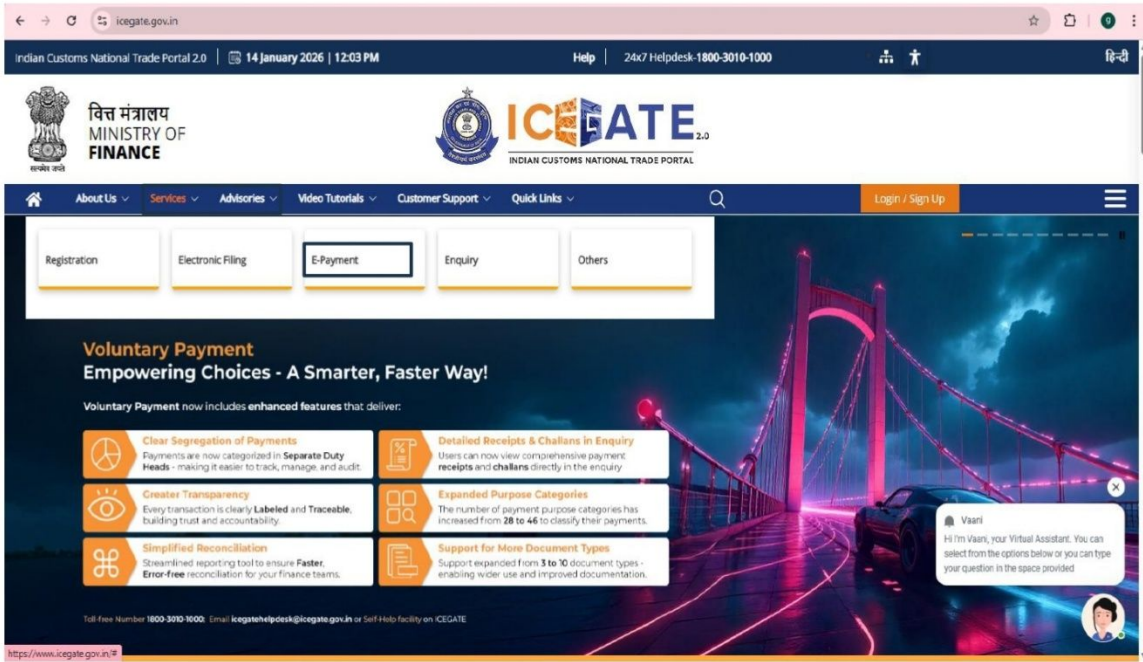 icegate.gov.in
g
Indian Customs National Trade Portal 2.0 | 14 January 2026 | 12:03 PM
Help | 24x7 Helpdesk-1800-3010-1000
हिन्दी
वित्त मंत्रालय
MINISTRY OF
FINANCE
सत्यमेव जयते
ICEGATE 2.0
INDIAN CUSTOMS NATIONAL TRADE PORTAL
About Us
Services
Advisories
Video Tutorials
Customer Support
Quick Links
Login / Sign Up
Registration
Electronic Filing
E-Payment
Enquiry
Others
Voluntary Payment
Empowering Choices - A Smarter, Faster Way!
Voluntary Payment now includes enhanced features that deliver:
Clear Segregation of Payments
Payments are now categorized in Separate Duty
Heads - making it easier to track, manage, and audit.
Detailed Receipts & Challans in Enquiry
Users can now view comprehensive payment
receipts and challans directly in the enquiry
Greater Transparency
Every transaction is clearly Labeled and Traceable,
building trust and accountability.
Expanded Purpose Categories
The number of payment purpose categories has
increased from 28 to 46 to classify their payments.
Simplified Reconciliation
Streamlined reporting tool to ensure Faster,
Error-free reconciliation for your finance teams.
Support for More Document Types
Support expanded from 3 to 10 document types -
enabling wider use and improved documentation.
Vaani
Hi I'm Vaani, your Virtual Assistant. You can
select from the options below or you can type
your question in the space provided
Toll-free Number 1800-3010-1000; Email icegatehelpdesk@icegate.gov.in or Self-Help facility on ICEGATE
https://www.icegate.gov.in/#